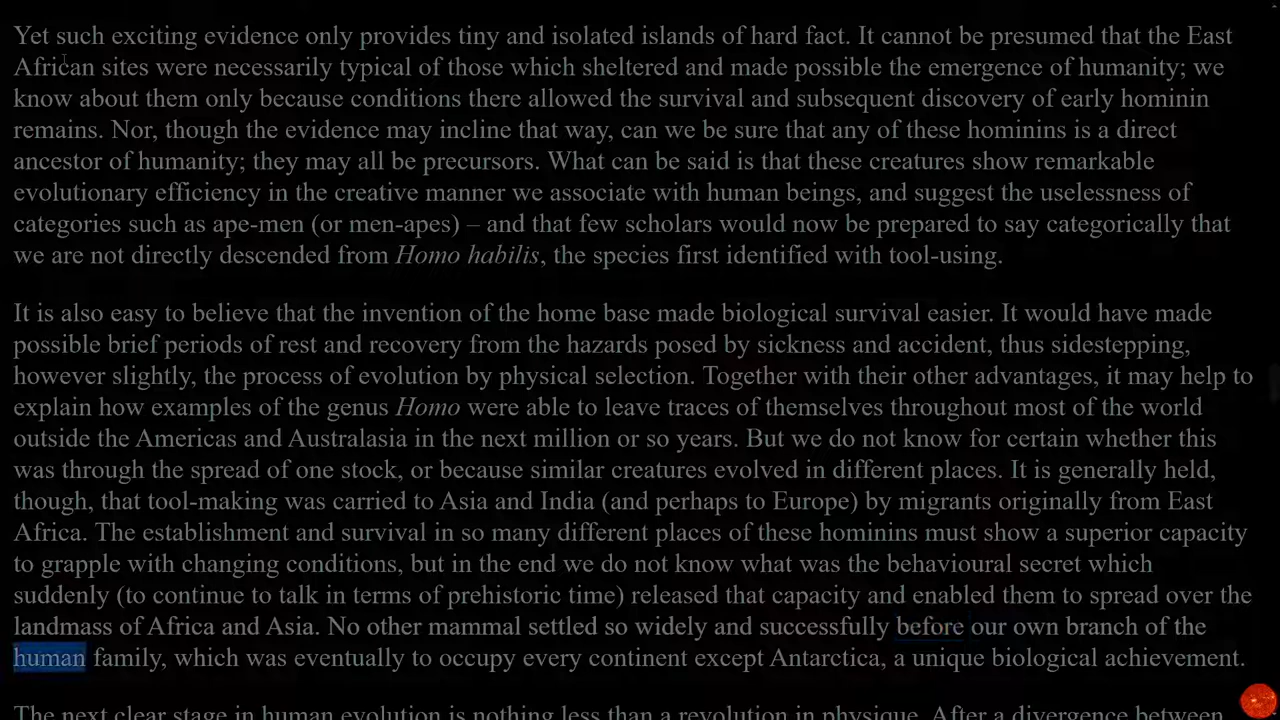 Yet such exciting evidence only provides tiny and isolated islands of hard fact. It cannot be presumed that the East
African sites were necessarily typical of those which sheltered and made possible the emergence of humanity; we
know about them only because conditions there allowed the survival and subsequent discovery of early hominin
remains. Nor, though the evidence may incline that way, can we be sure that any of these hominins is a direct
ancestor of humanity; they may all be precursors. What can be said is that these creatures show remarkable
evolutionary efficiency in the creative manner we associate with human beings, and suggest the uselessness of
categories such as ape-men (or men-apes) – and that few scholars would now be prepared to say categorically that
we are not directly descended from Homo habilis, the species first identified with tool-using.
It is also easy to believe that the invention of the home base made biological survival easier. It would have made
possible brief periods of rest and recovery from the hazards posed by sickness and accident, thus sidestepping,
however slightly, the process of evolution by physical selection. Together with their other advantages, it may help to
explain how examples of the genus Homo were able to leave traces of themselves throughout most of the world
outside the Americas and Australasia in the next million or so years. But we do not know for certain whether this
was through the spread of one stock, or because similar creatures evolved in different places. It is generally held,
though, that tool-making was carried to Asia and India (and perhaps to Europe) by migrants originally from East
Africa. The establishment and survival in so many different places of these hominins must show a superior capacity
to grapple with changing conditions, but in the end we do not know what was the behavioural secret which
suddenly (to continue to talk in terms of prehistoric time) released that capacity and enabled them to spread over the
landmass of Africa and Asia. No other mammal settled so widely and successfully before our own branch of the
human family, which was eventually to occupy every continent except Antarctica, a unique biological achievement.
The next clear stage in human evolution is nothing less than a revolution in physique. After a divergence between